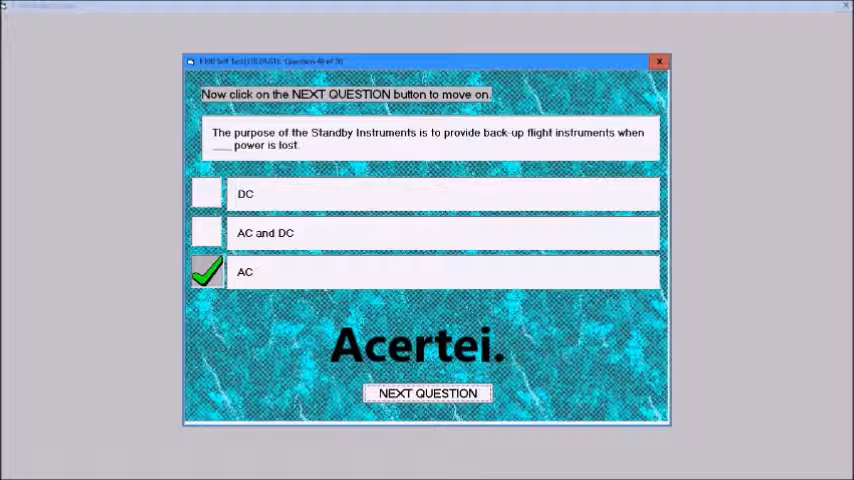 Now click on the NEXT QUESTION button to move on.
The purpose of the Standby Instruments is to provide back-up flight instruments when
___ power is lost.
DC
AC and DC
AC
Acertei.
NEXT QUESTION